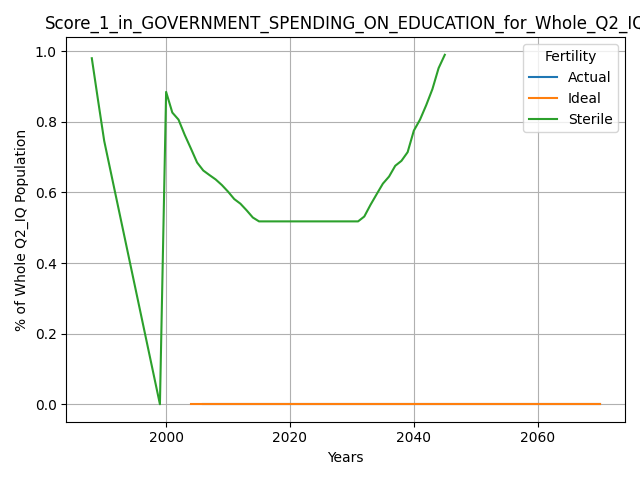 Score_1_in_GOVERNMENT_SPENDING_ON_EDUCATION_for_Whole_Q2_IQ
Fertility
Actual
Ideal
Sterile
% of Whole Q2_IQ Population
1.0
0.8
0.6
0.4
0.2
0.0
2000 2020 2040 2060
Years